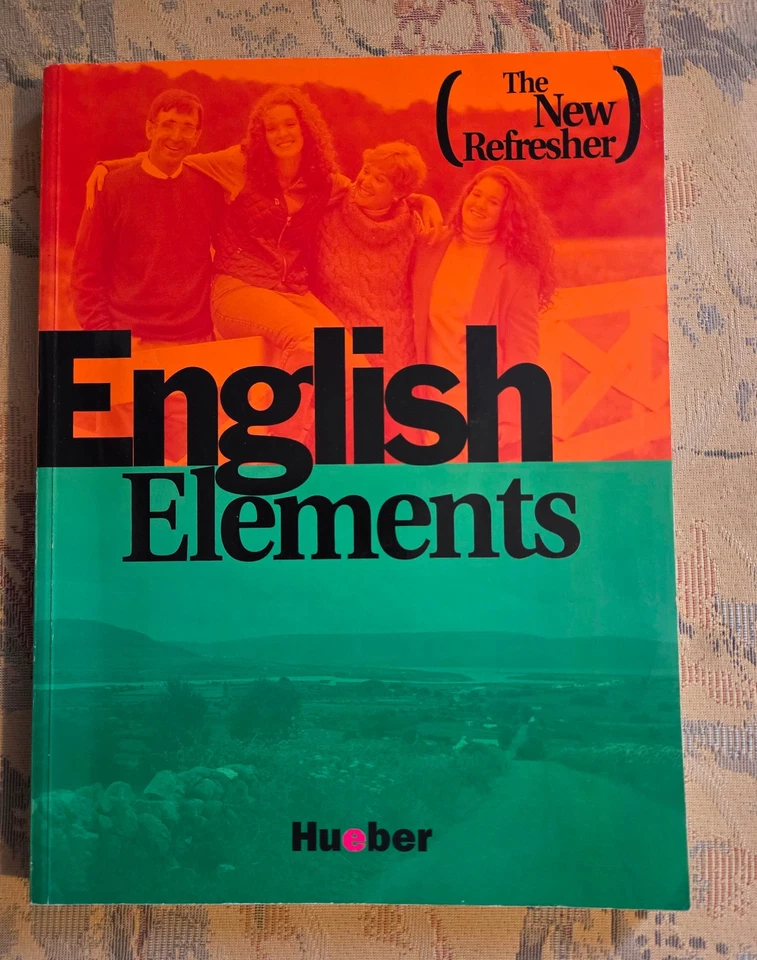 (The
New
Refresher)
English
Elements
Hueber